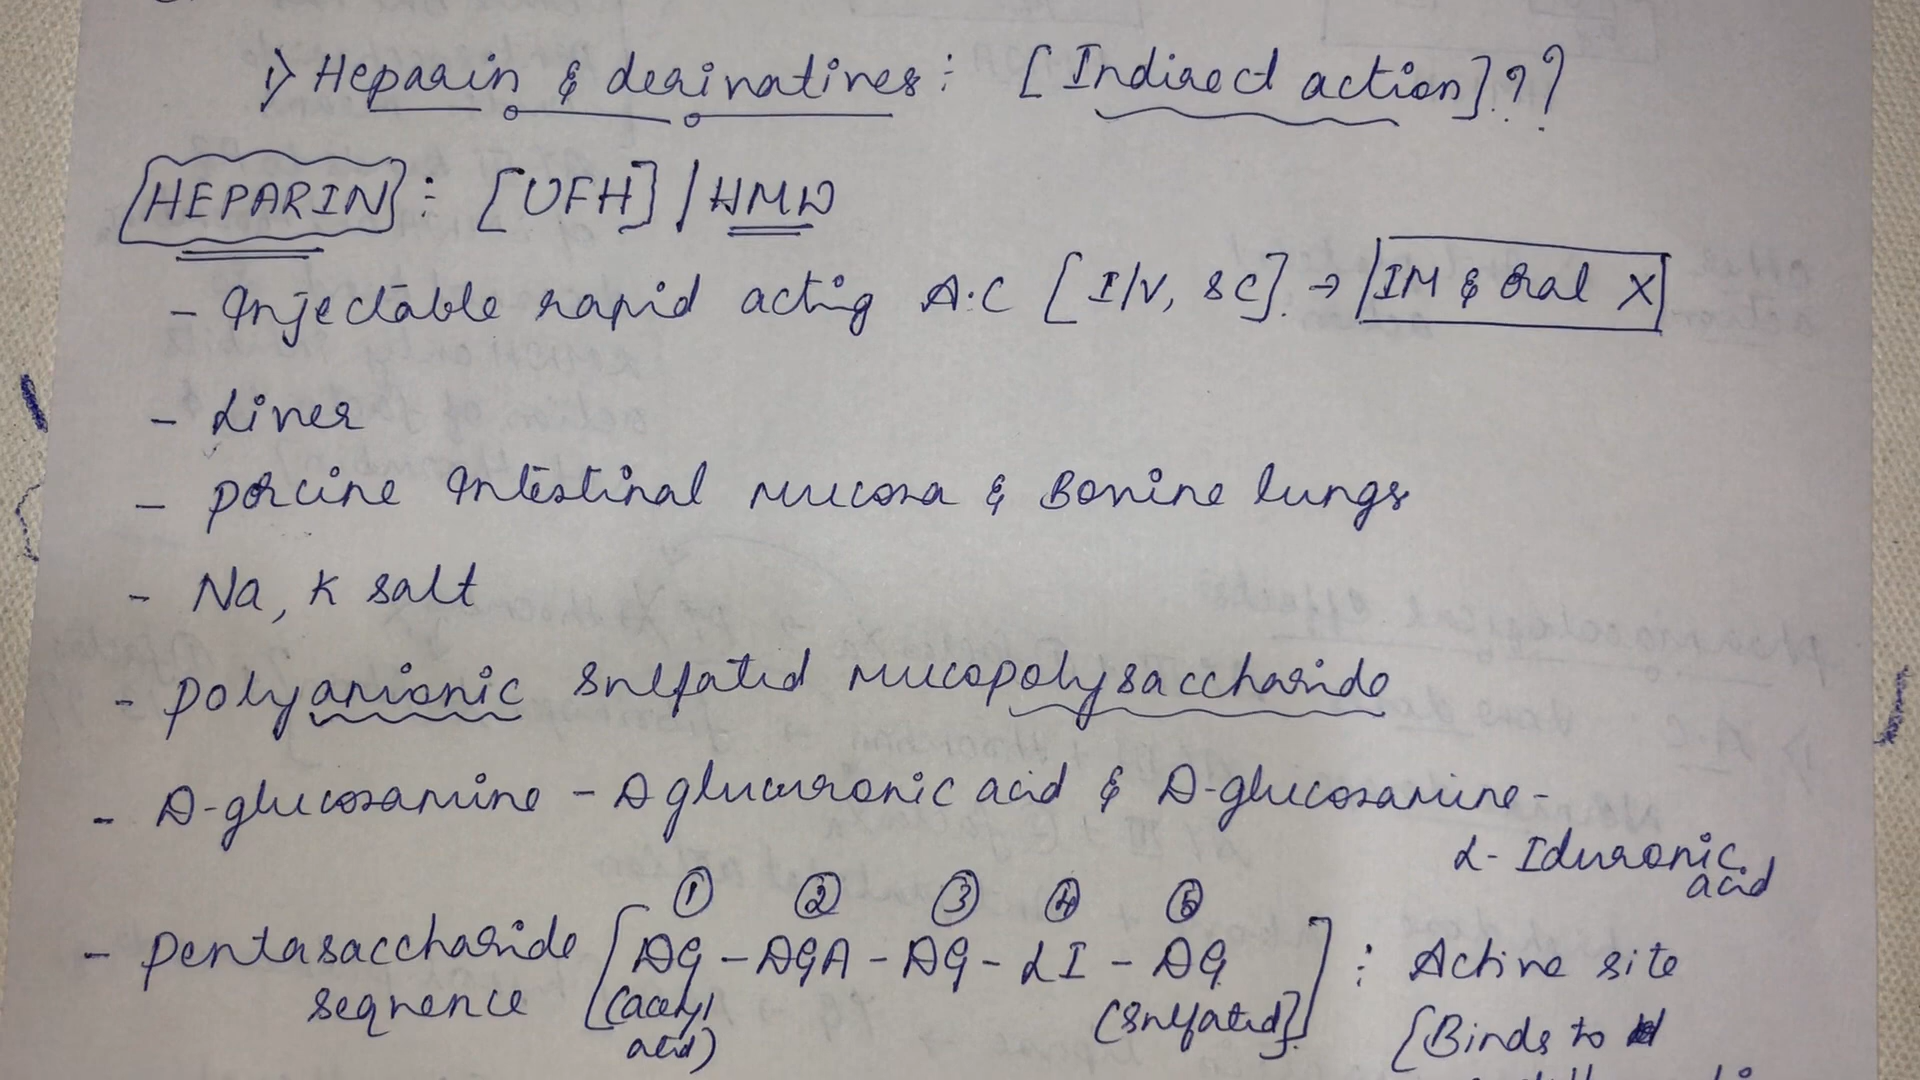 1) Heparin & derivatives : [Indirect action]??
HEPARIN : [UFH] / HMW
- Injectable rapid acting A.C [I/V, SC] → IM & Oral X
- Liver
- Porcine Intestinal mucosa & Bovine lungs
- Na, K salt
- polyanionic sulfated mucopolysaccharide
- D-glucosamine - D glucuronic acid & D-glucosamine -
L- Iduronic acid
① ② ③ ④ ⑤
- Pentasaccharide [DG - DGA - DG - LI - DG] : Active site
sequence (acetyl (sulfated) [Binds to
acid)